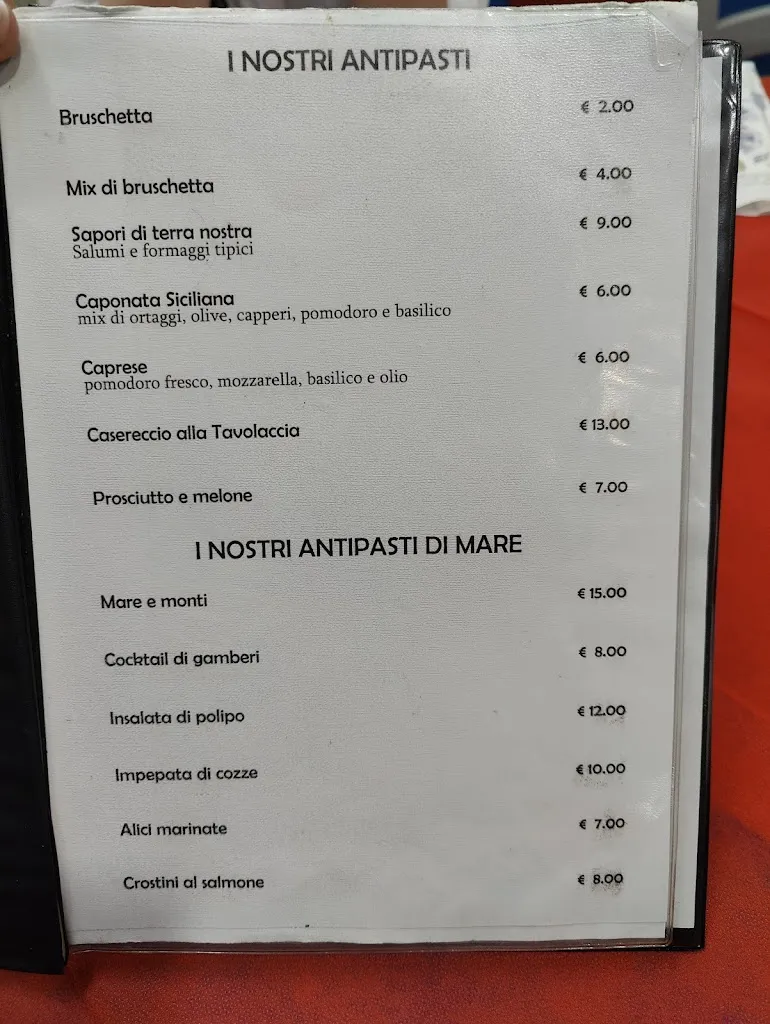 I NOSTRI ANTIPASTI
Bruschetta € 2.00
Mix di bruschetta € 4.00
Sapori di terra nostra € 9.00
Salumi e formaggi tipici
Caponata Siciliana € 6.00
mix di ortaggi, olive, capperi, pomodoro e basilico
Caprese € 6.00
pomodoro fresco, mozzarella, basilico e olio
Casereccio alla Tavolaccia € 13.00
Prosciutto e melone € 7.00
I NOSTRI ANTIPASTI DI MARE
Mare e monti € 15.00
Cocktail di gamberi € 8.00
Insalata di polipo € 12.00
Impepata di cozze € 10.00
Alici marinate € 7.00
Crostini al salmone € 8.00